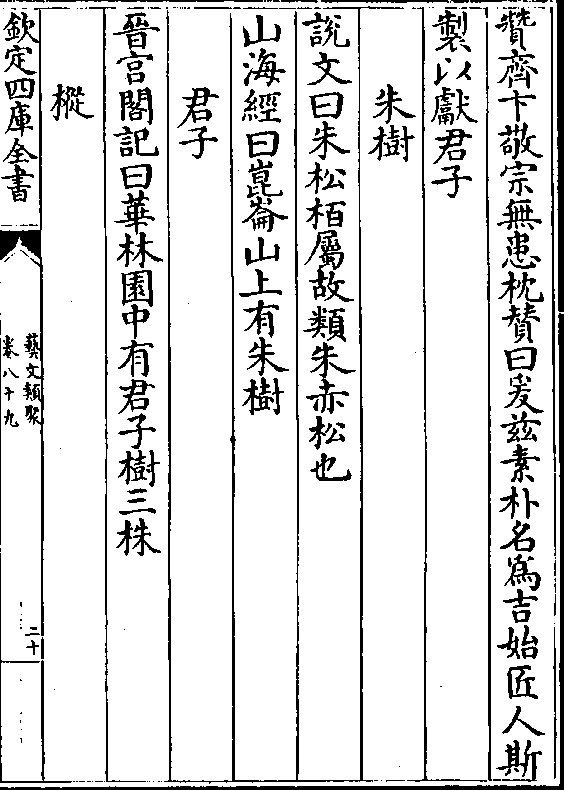 贊齊卞敬宗無患枕贊曰爰茲素朴名爲吉始匠人斯
製以獻君子
朱樹
說文曰朱松栢屬故類朱赤松也
山海經曰崑崙山上有朱樹
君子
晉宫閣記曰華林園中有君子樹三株
樅
欽定四庫全書
藝文類聚
卷八十九
二十